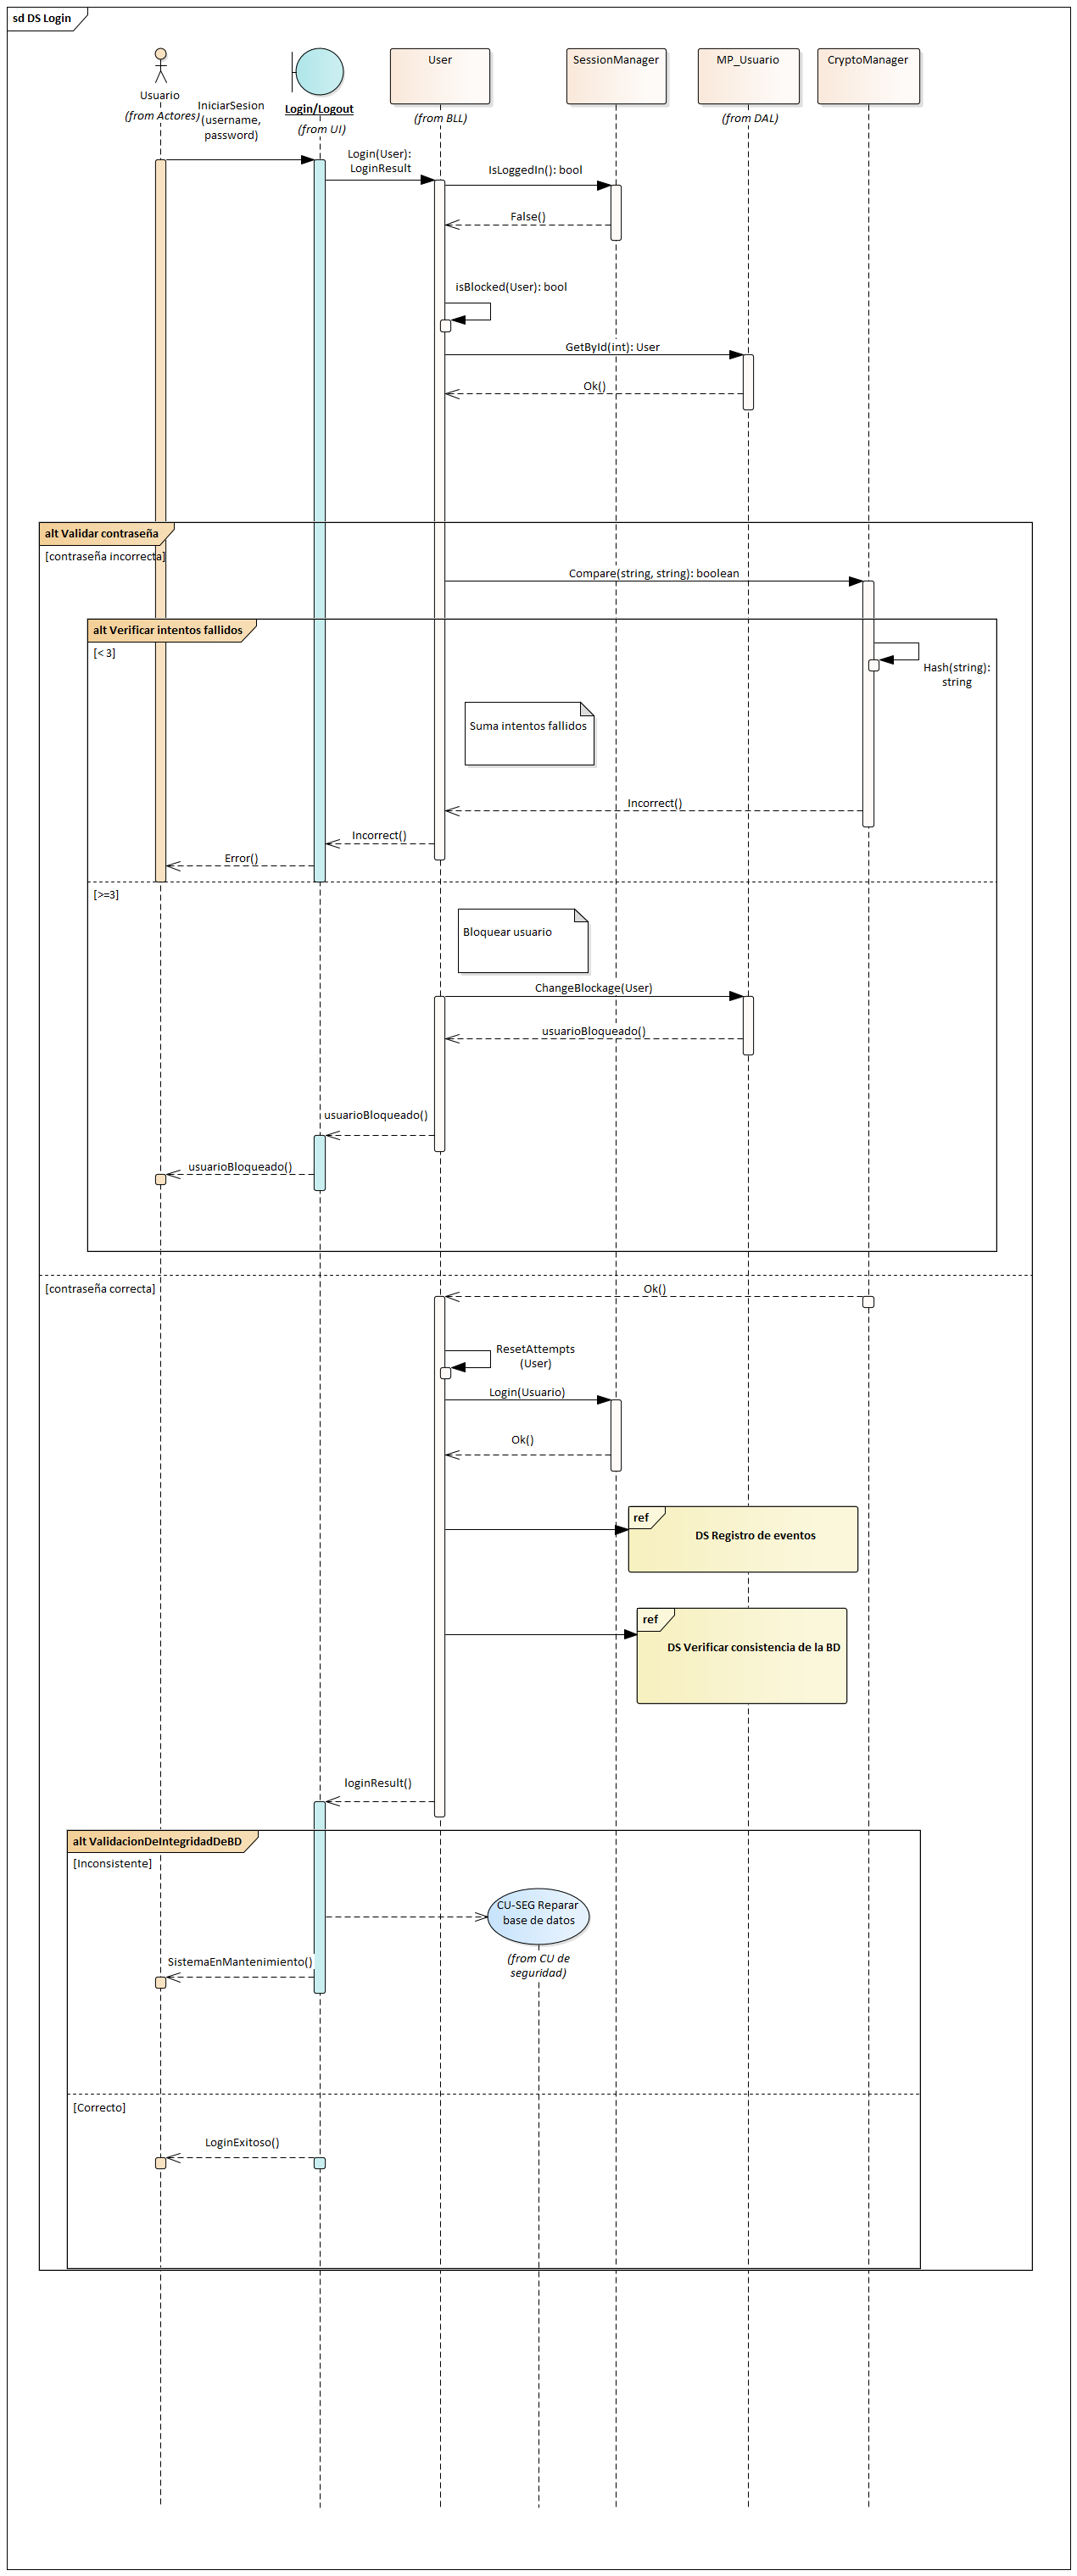 sd DS Login
Usuario
(from Actores)
Login/Logout
(from UI)
User
(from BLL)
SessionManager
MP_Usuario
(from DAL)
CryptoManager
IniciarSesion
(username,
password)
Login(User):
LoginResult
IsLoggedIn(): bool
False()
isBlocked(User): bool
GetById(int): User
Ok()
alt Validar contraseña
[contraseña incorrecta]
Compare(string, string): boolean
alt Verificar intentos fallidos
[< 3]
Hash(string):
string
Suma intentos fallidos
Incorrect()
Incorrect()
Error()
[>=3]
Bloquear usuario
ChangeBlockage(User)
usuarioBloqueado()
usuarioBloqueado()
usuarioBloqueado()
[contraseña correcta]
Ok()
ResetAttempts
(User)
Login(Usuario)
Ok()
ref
DS Registro de eventos
ref
DS Verificar consistencia de la BD
loginResult()
alt ValidacionDeIntegridadDeBD
[Inconsistente]
CU-SEG Reparar
base de datos
(from CU de
seguridad)
SistemaEnMantenimiento()
[Correcto]
LoginExitoso()